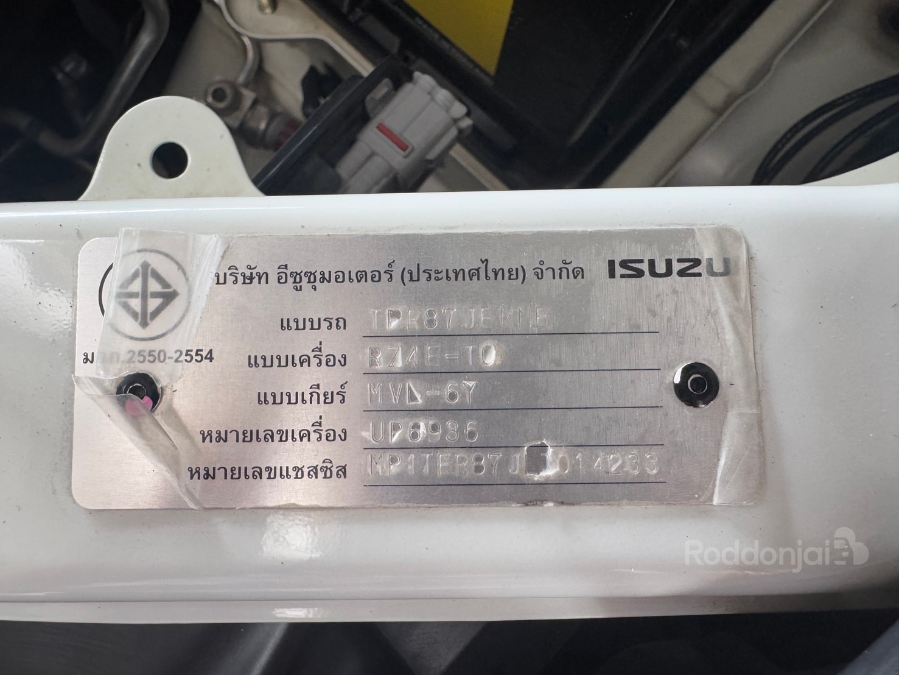 บริษัท อีซูซุมอเตอร์ (ประเทศไทย) จำกัด ISUZU
แบบรถ
มอก.2550-2554
แบบเครื่อง RZ4E-TC
แบบเกียร์ MVL-6Y
หมายเลขเครื่อง UP8936
หมายเลขแชสซิส
Roddonjai